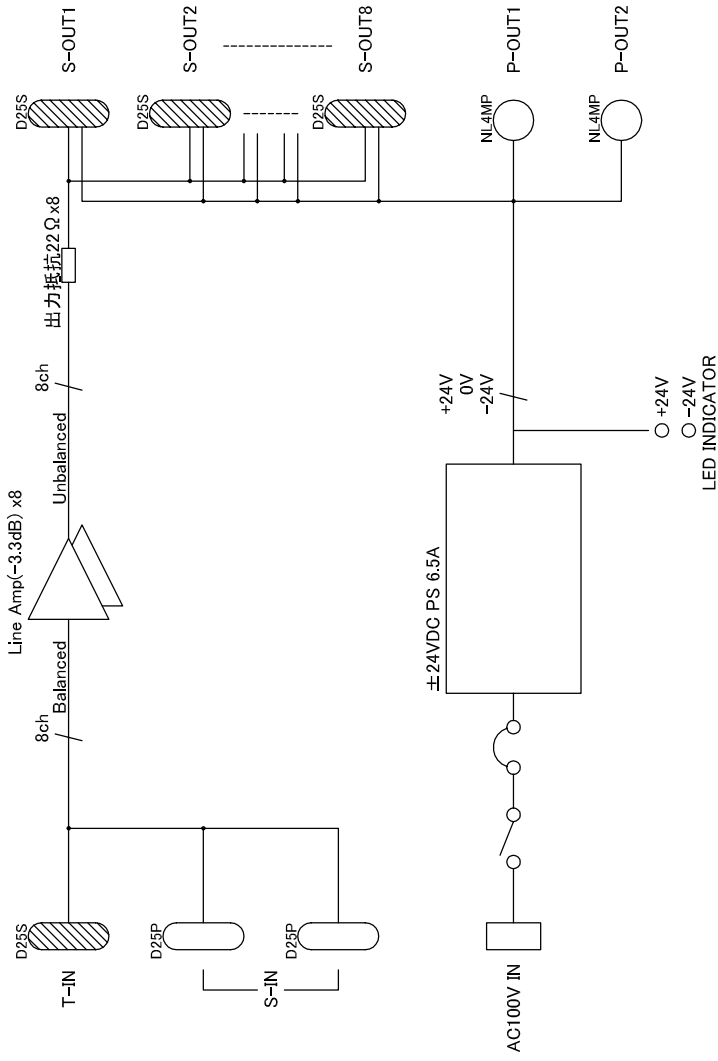 T-IN
D25S
8ch
Balanced
Line Amp(-3.3dB) x8
Unbalanced
8ch
出力抵抗22Ωx8
D25S
S-OUT1
D25P
S-IN
D25P
D25S
S-OUT2
D25S
S-OUT8
AC100V IN
±24VDC PS 6.5A
+24V
0V
-24V
NL4MP
P-OUT1
NL4MP
P-OUT2
+24V
-24V
LED INDICATOR